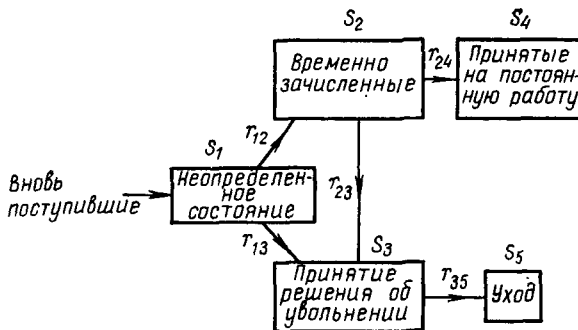 S₂
S₄
Временно
зачисленные
r₂₄
Принятые
на постоян-
ную работу
r₁₂
S₁
Вновь
поступившие
Неопределен-
ное
состояние
r₂₃
r₁₃
S₃
Принятие
решения об
увольнении
r₃₅
S₅
Уход